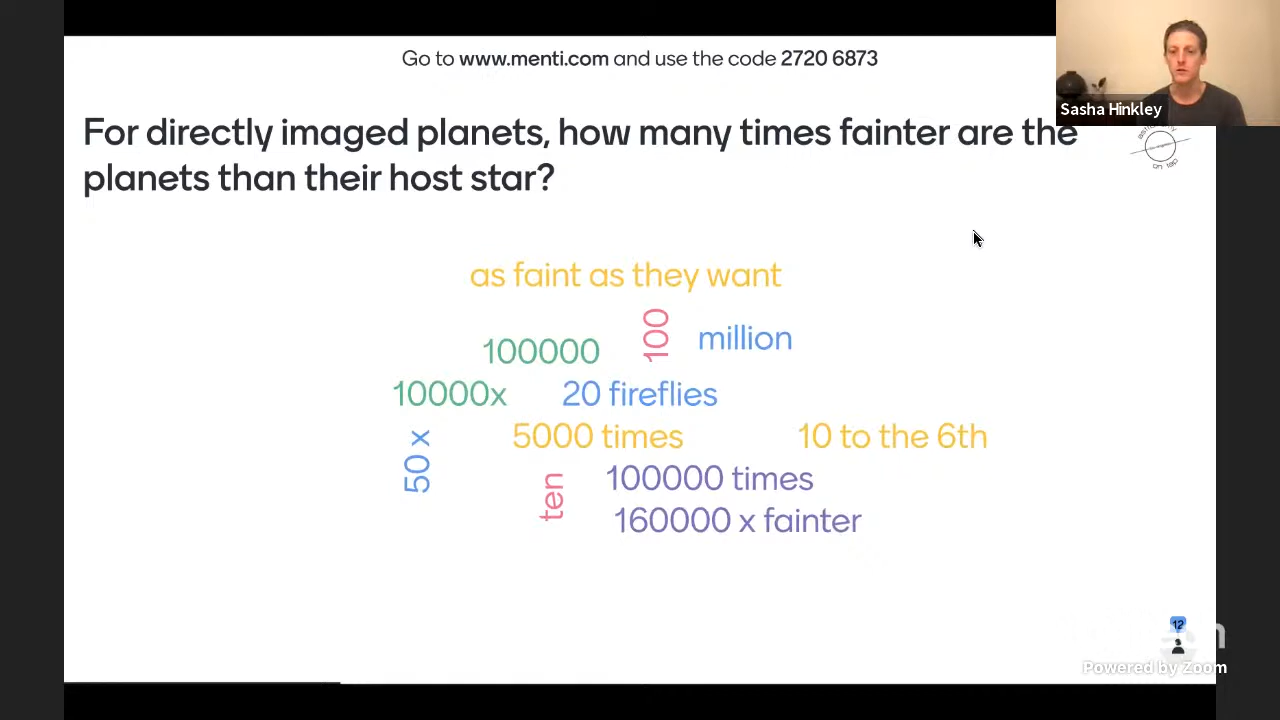 Go to www.menti.com and use the code 2720 6873
Sasha Hinkley
For directly imaged planets, how many times fainter are the
planets than their host star?
on tap
as faint as they want
100
million
100000
10000x
20 fireflies
50 x
5000 times
10 to the 6th
ten
100000 times
160000 x fainter
12
Powered by Zoom